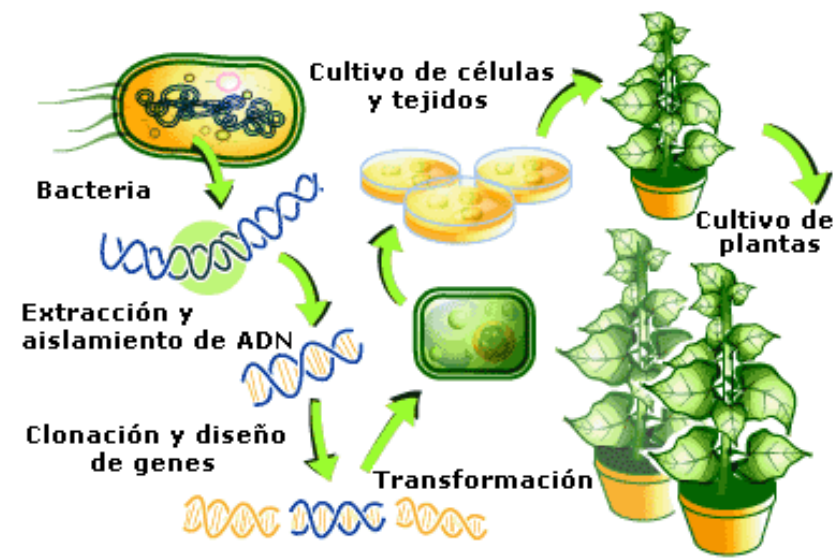 Bacteria
Extracción y
aislamiento de ADN
Clonación y diseño
de genes
Transformación
Cultivo de células
y tejidos
Cultivo de
plantas